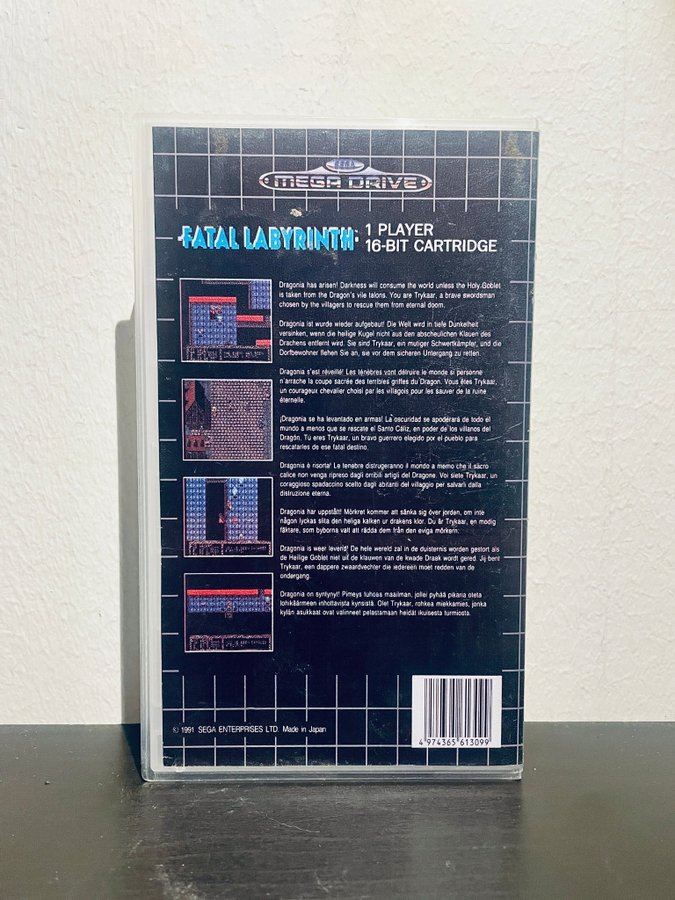 SEGA
MEGA DRIVE
FATAL LABYRINTH™
1 PLAYER
16-BIT CARTRIDGE
Dragonia has arisen! Darkness will consume the world unless the Holy Goblet
is taken from the Dragon's vile talons. You are Trykaar, a brave swordsman
chosen by the villagers to rescue them from eternal doom.
Dragonia ist wurde wieder aufgebaut! Die Welt wird in tiefe Dunkelheit
versinken, wenn die heilige Kugel nicht aus den abscheulichen Klauen des
Drachens entfernt wird. Sie sind Trykaar, ein mutiger Schwertkämpfer, und die
Dorfbewohner flehen Sie an, sie vor dem sicheren Untergang zu retten.
Dragonia s'est réveillé! Les ténèbres vont détruire le monde si personne
n'arrache la coupe sacrée des terribles griffes du Dragon. Vous êtes Trykaar,
un courageux chevalier choisi par les villageois pour les sauver de la ruine
éternelle.
¡Dragonia se ha levantado en armas! La oscuridad se apoderará de todo el
mundo a menos que se rescate el Santo Cáliz, en poder de los villanos del
Dragón. Tú eres Trykaar, un bravo guerrero elegido por el pueblo para
rescatarles de ese fatal destino.
Dragonia è risorta! Le tenebre distrugeranno il mondo a memo che il sacro
calice non venga ripreso dagli orribili artigli del Dragone. Voi siete Trykaar, un
coraggioso spadaccino scelto dagli abitanti del villaggio per salvarli dalla
distruzione eterna.
Dragonia har uppstått! Mörkret kommer att sänka sig över jorden, om inte
någon lyckas slita den heliga kalken ur drakens klor. Du är Trykaar, en modig
fäktare, som byborna valt att rädda dem från den eviga mörkret.
Dragonia is weer levend! De hele wereld zal in de duisternis worden gestort als
de Heilige Goblet niet uit de klauwen van de kwade Draak wordt gered. Jij bent
Trykaar, een dappere zwaardvechter die iedereen moet redden van de
ondergang.
Dragonia on syntynyt! Pimeys tuhoaa maailman, jollei pyhää pikaria oteta
lohikäärmeen inhottavista kynsistä. Olet Trykaar, rohkea miekkamies, jonka
kylän asukkaat ovat valinneet pelastamaan heidät ikuisesta turmiosta.
© 1991 SEGA ENTERPRISES LTD. Made in Japan
4 974365 613099